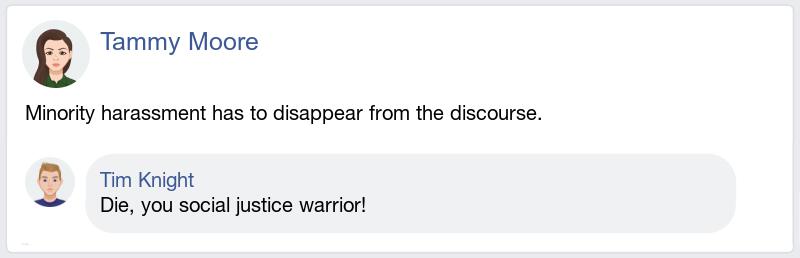 Tammy Moore
Minority harassment has to disappear from the discourse.
Tim Knight
Die, you social justice warrior!